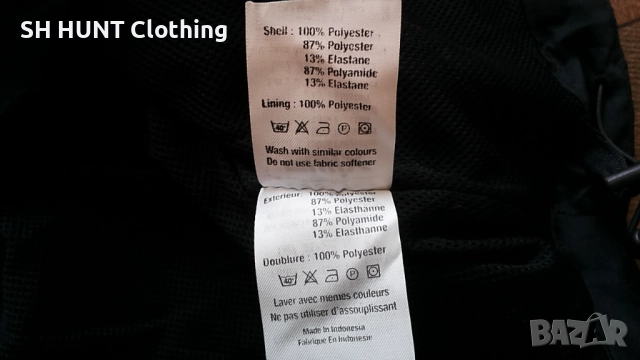 SH HUNT Clothing
Shell: 100% Polyester
87% Polyester
13% Elastane
87% Polyamide
13% Elastane
Lining : 100% Polyester
40°
Wash with similar colours
Do not use fabric softener
Exterieur: 100% Polyester
87% Polyester
13% Elasthanne
87% Polyamide
13% Elasthanne
Doublure : 100% Polyester
40°
Laver avec memes couleurs
Ne pas utiliser d'assouplissant
Made in Indonesia
Fabrique En Indonesie
BAZAR